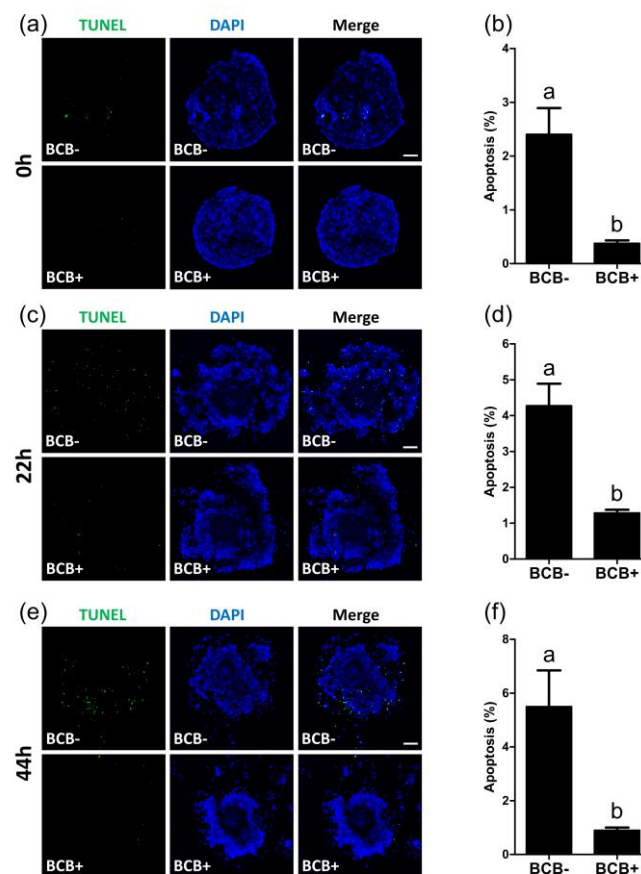 (a)
TUNEL DAPI Merge
0h
BCB- BCB- BCB-
BCB+ BCB+ BCB+
(b)
Apoptosis (%)
4
3
2
1
0
a
b
BCB- BCB+
(c)
TUNEL DAPI Merge
22h
BCB- BCB- BCB-
BCB+ BCB+ BCB+
(d)
Apoptosis (%)
6
5
4
3
2
1
0
a
b
BCB- BCB+
(e)
TUNEL DAPI Merge
44h
BCB- BCB- BCB-
BCB+ BCB+ BCB+
(f)
Apoptosis (%)
8
6
4
2
0
a
b
BCB- BCB+